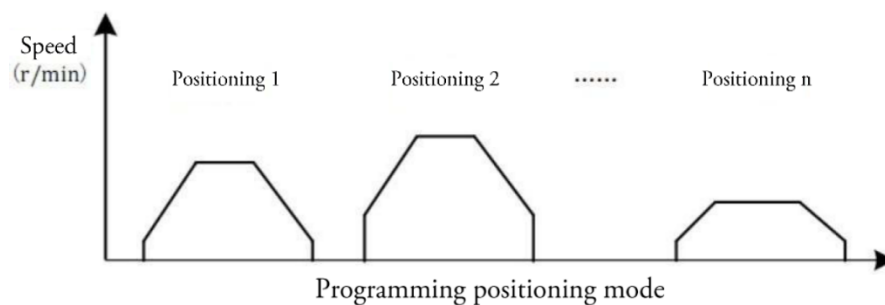 Speed
(r/min)
Positioning 1
Positioning 2
······
Positioning n
Programming positioning mode